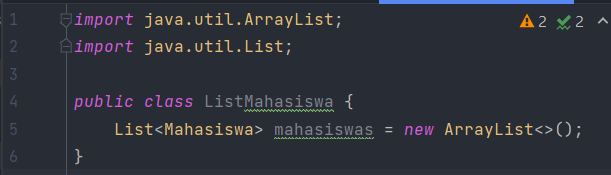 2 2
1 import java.util.ArrayList;
2 import java.util.List;
3
4 public class ListMahasiswa {
5 List<Mahasiswa> mahasiswas = new ArrayList<>();
6 }